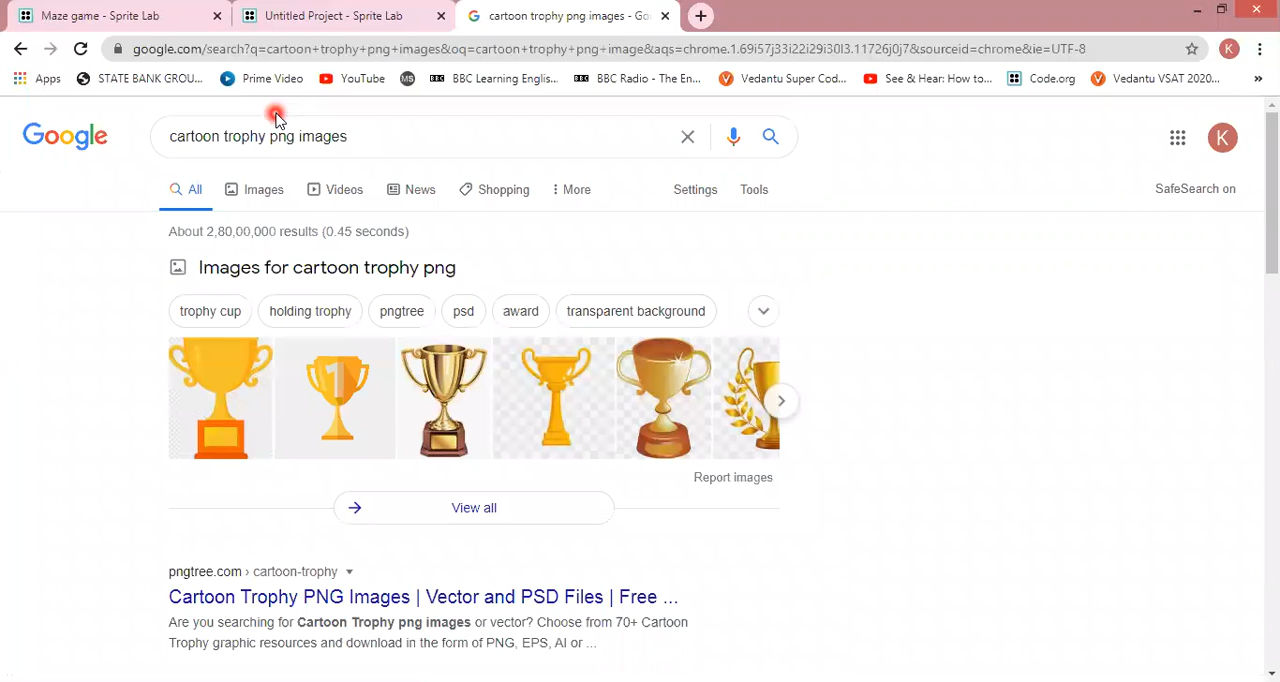 Maze game - Sprite Lab
Untitled Project - Sprite Lab
cartoon trophy png images - Go
google.com/search?q=cartoon+trophy+png+images&oq=cartoon+trophy+png+image&aqs=chrome.1.69i57j33i22i29i30l3.11726j0j7&sourceid=chrome&ie=UTF-8
K
Apps
STATE BANK GROU...
Prime Video
YouTube
MS
BBC
BBC Learning Englis...
BBC
BBC Radio - The En...
Vedantu Super Cod...
See & Hear: How to...
Code.org
Vedantu VSAT 2020...
Google
cartoon trophy png images
K
All
Images
Videos
News
Shopping
More
Settings
Tools
SafeSearch on
About 2,80,00,000 results (0.45 seconds)
Images for cartoon trophy png
trophy cup
holding trophy
pngtree
psd
award
transparent background
1
Report images
View all
pngtree.com › cartoon-trophy
Cartoon Trophy PNG Images | Vector and PSD Files | Free ...
Are you searching for Cartoon Trophy png images or vector? Choose from 70+ Cartoon
Trophy graphic resources and download in the form of PNG, EPS, AI or ...